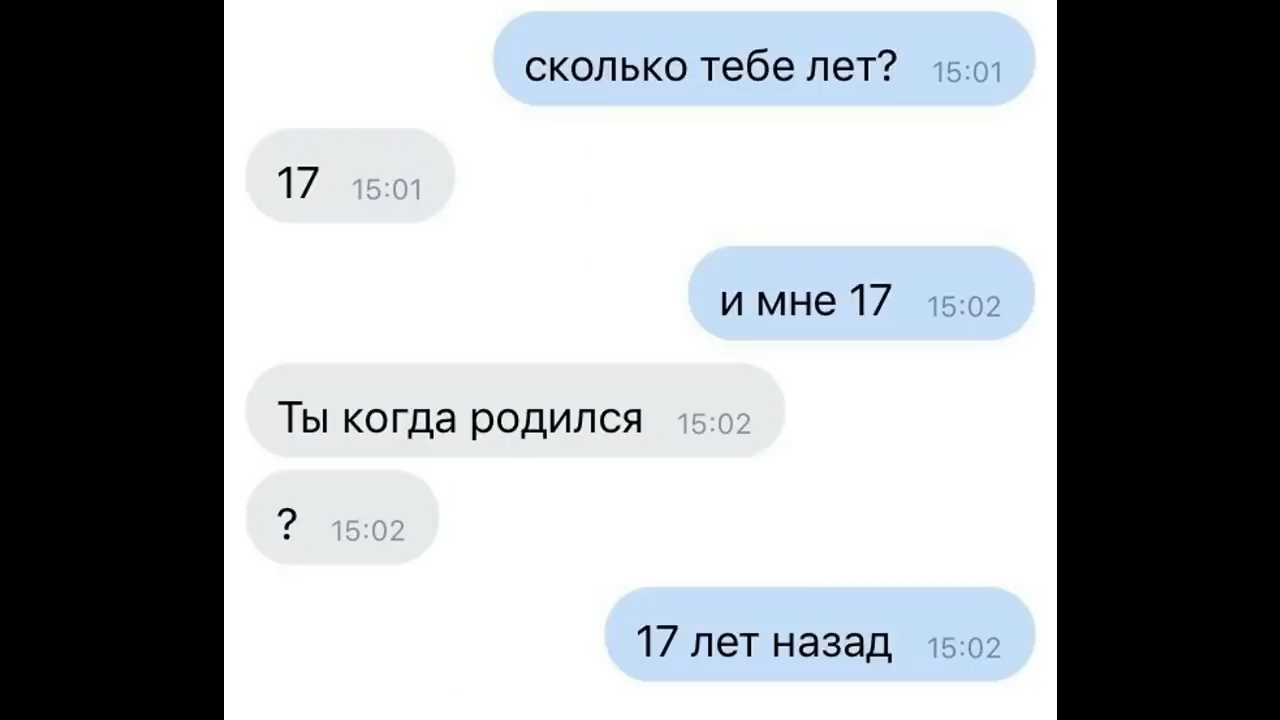 сколько тебе лет? 15:01
17 15:01
и мне 17 15:02
Ты когда родился 15:02
? 15:02
17 лет назад 15:02